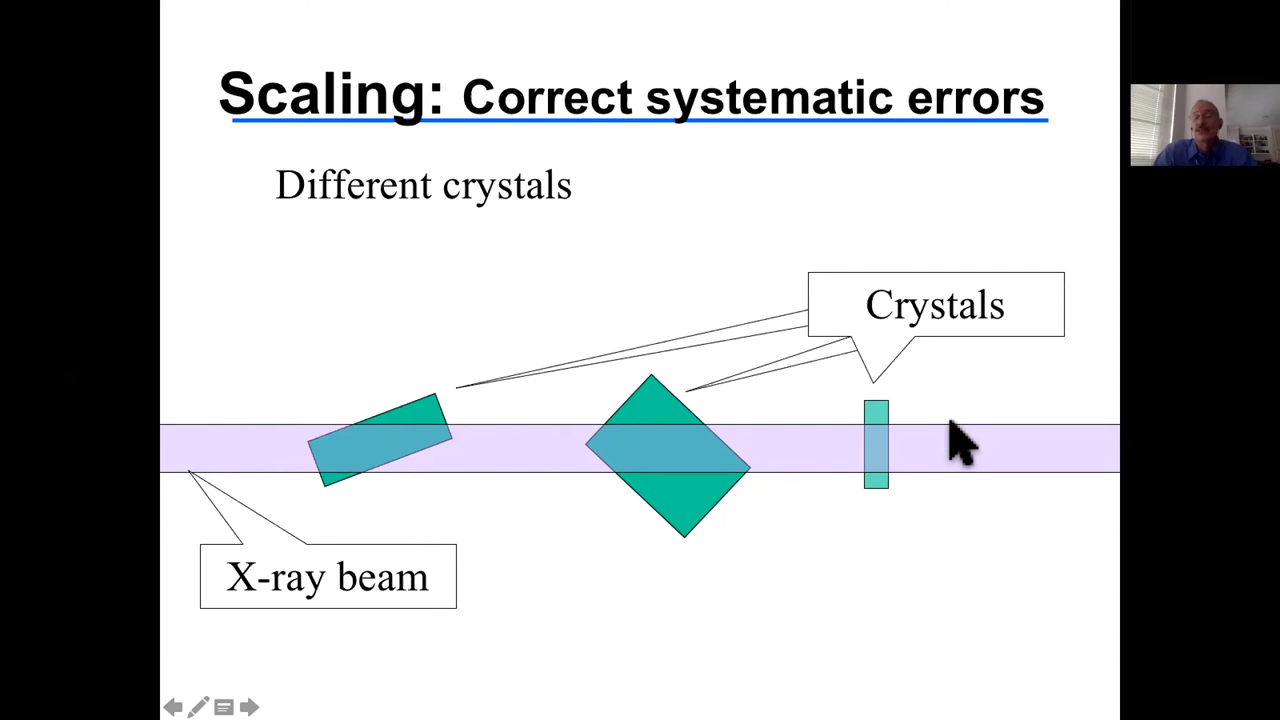 Scaling: Correct systematic errors
Different crystals
Crystals
X-ray beam